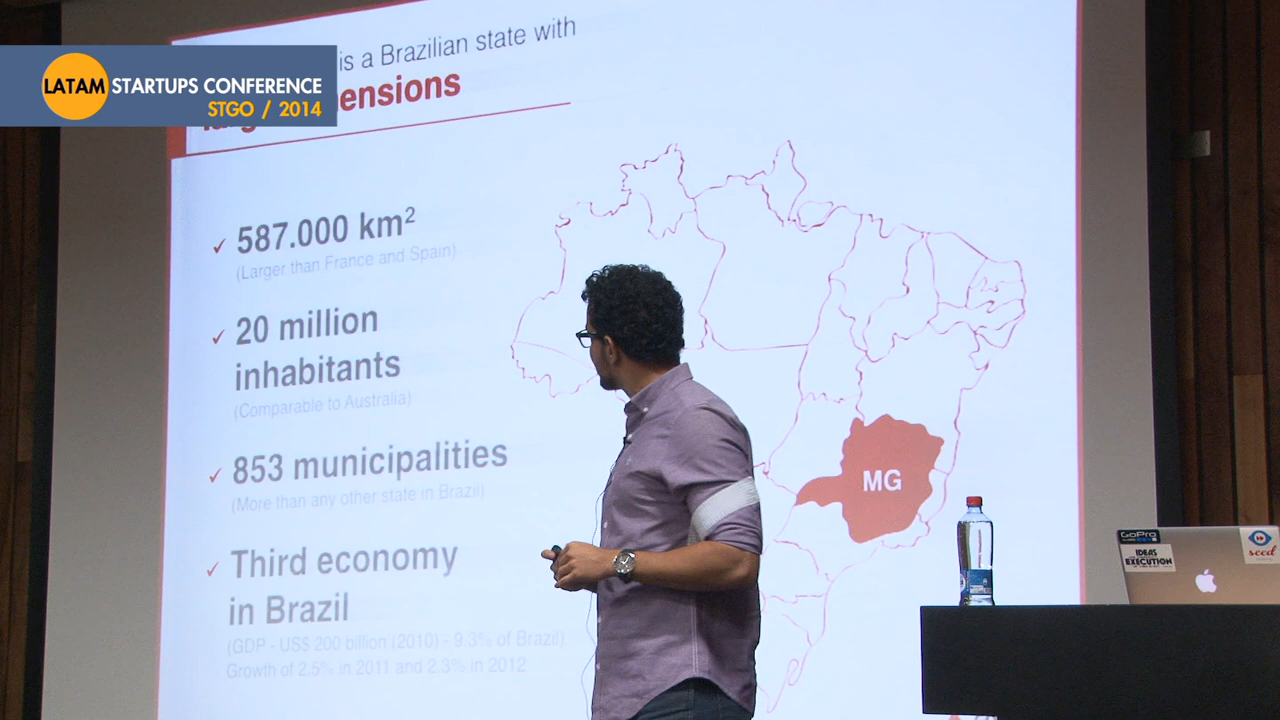 LATAM STARTUPS CONFERENCE
STGO / 2014
is a Brazilian state with
ensions
587.000 km²
(Larger than France and Spain)
20 million
inhabitants
(Comparable to Australia)
853 municipalities
(More than any other state in Brazil)
Third economy
in Brazil
(GDP - US$ 200 billion (2010) - 9.3% of Brazil)
Growth of 2.5% in 2011 and 2.3% in 2012
MG
GoPro
IDEAS
EXECUTION
seed